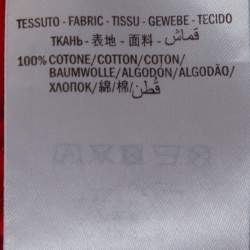 TESSUTO - FABRIC - TISSU - GEWEBE - TECIDO
ТКАНЬ - 表地 - 面料 - قماش
100% COTONE/COTTON/COTON/
BAUMWOLLE/ALGODÓN/ALGODÃO/
ХЛОПОК/綿/棉/قطن